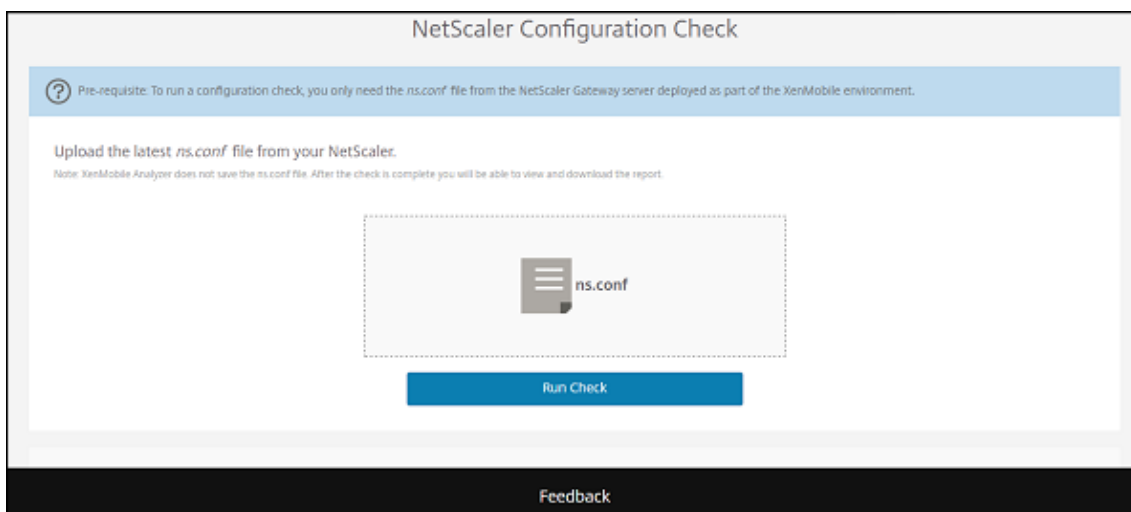 NetScaler Configuration Check
Pre-requisite: To run a configuration check, you only need the ns.conf file from the NetScaler Gateway server deployed as part of the XenMobile environment.
Upload the latest ns.conf file from your NetScaler.
Note: XenMobile Analyzer does not save the ns.conf file. After the check is complete you will be able to view and download the report.
ns.conf
Run Check
Feedback